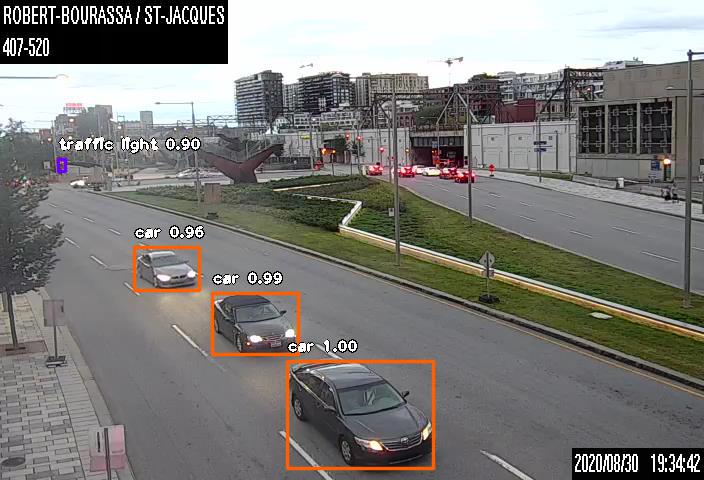 ROBERT-BOURASSA / ST-JACQUES
407-520
traffic light 0.90
car 0.96
car 0.99
car 1.00
2020/08/30 19:34:42